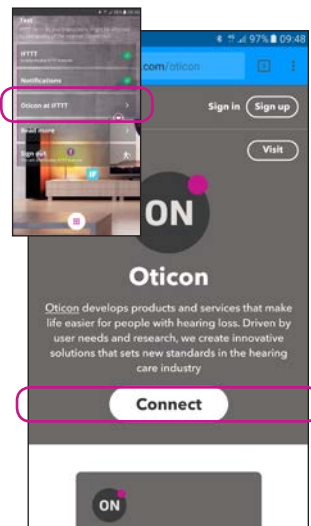 Test
IFTTT
Notifications
Oticon at IFTTT
Read more
Sign out
IF
97% 09:48
.com/oticon
Sign in Sign up
Visit
ON
Oticon
Oticon develops products and services that make
life easier for people with hearing loss. Driven by
user needs and research, we create innovative
solutions that sets new standards in the hearing
care industry
Connect
ON